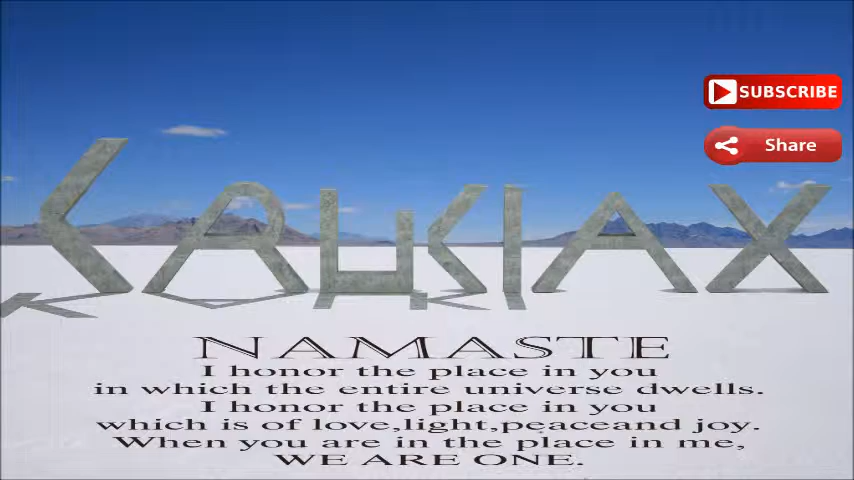 SUBSCRIBE
Share
NAMASTE
I honor the place in you
in which the entire universe dwells.
I honor the place in you
which is of love,light,peaceand joy.
When you are in the place in me,
WE ARE ONE.